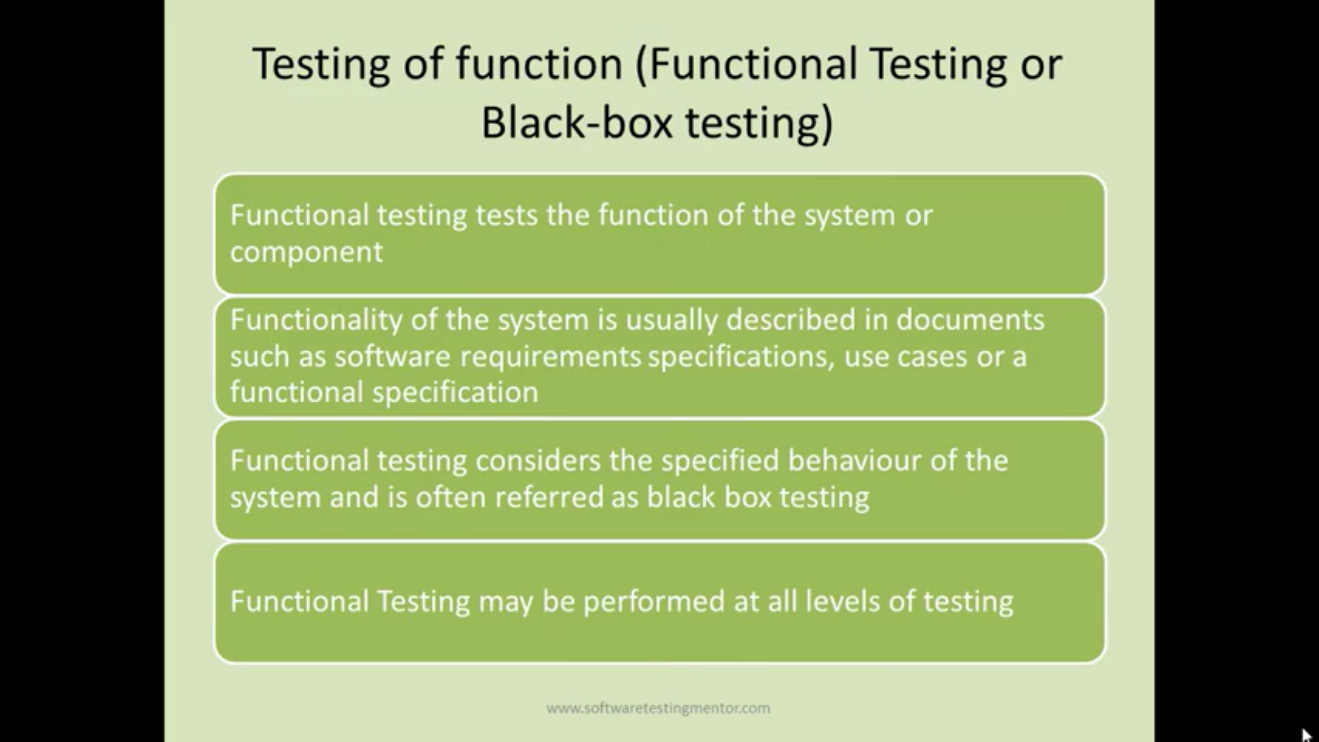 Testing of function (Functional Testing or
Black-box testing)
Functional testing tests the function of the system or
component
Functionality of the system is usually described in documents
such as software requirements specifications, use cases or a
functional specification
Functional testing considers the specified behaviour of the
system and is often referred as black box testing
Functional Testing may be performed at all levels of testing
www.softwaretestingmentor.com